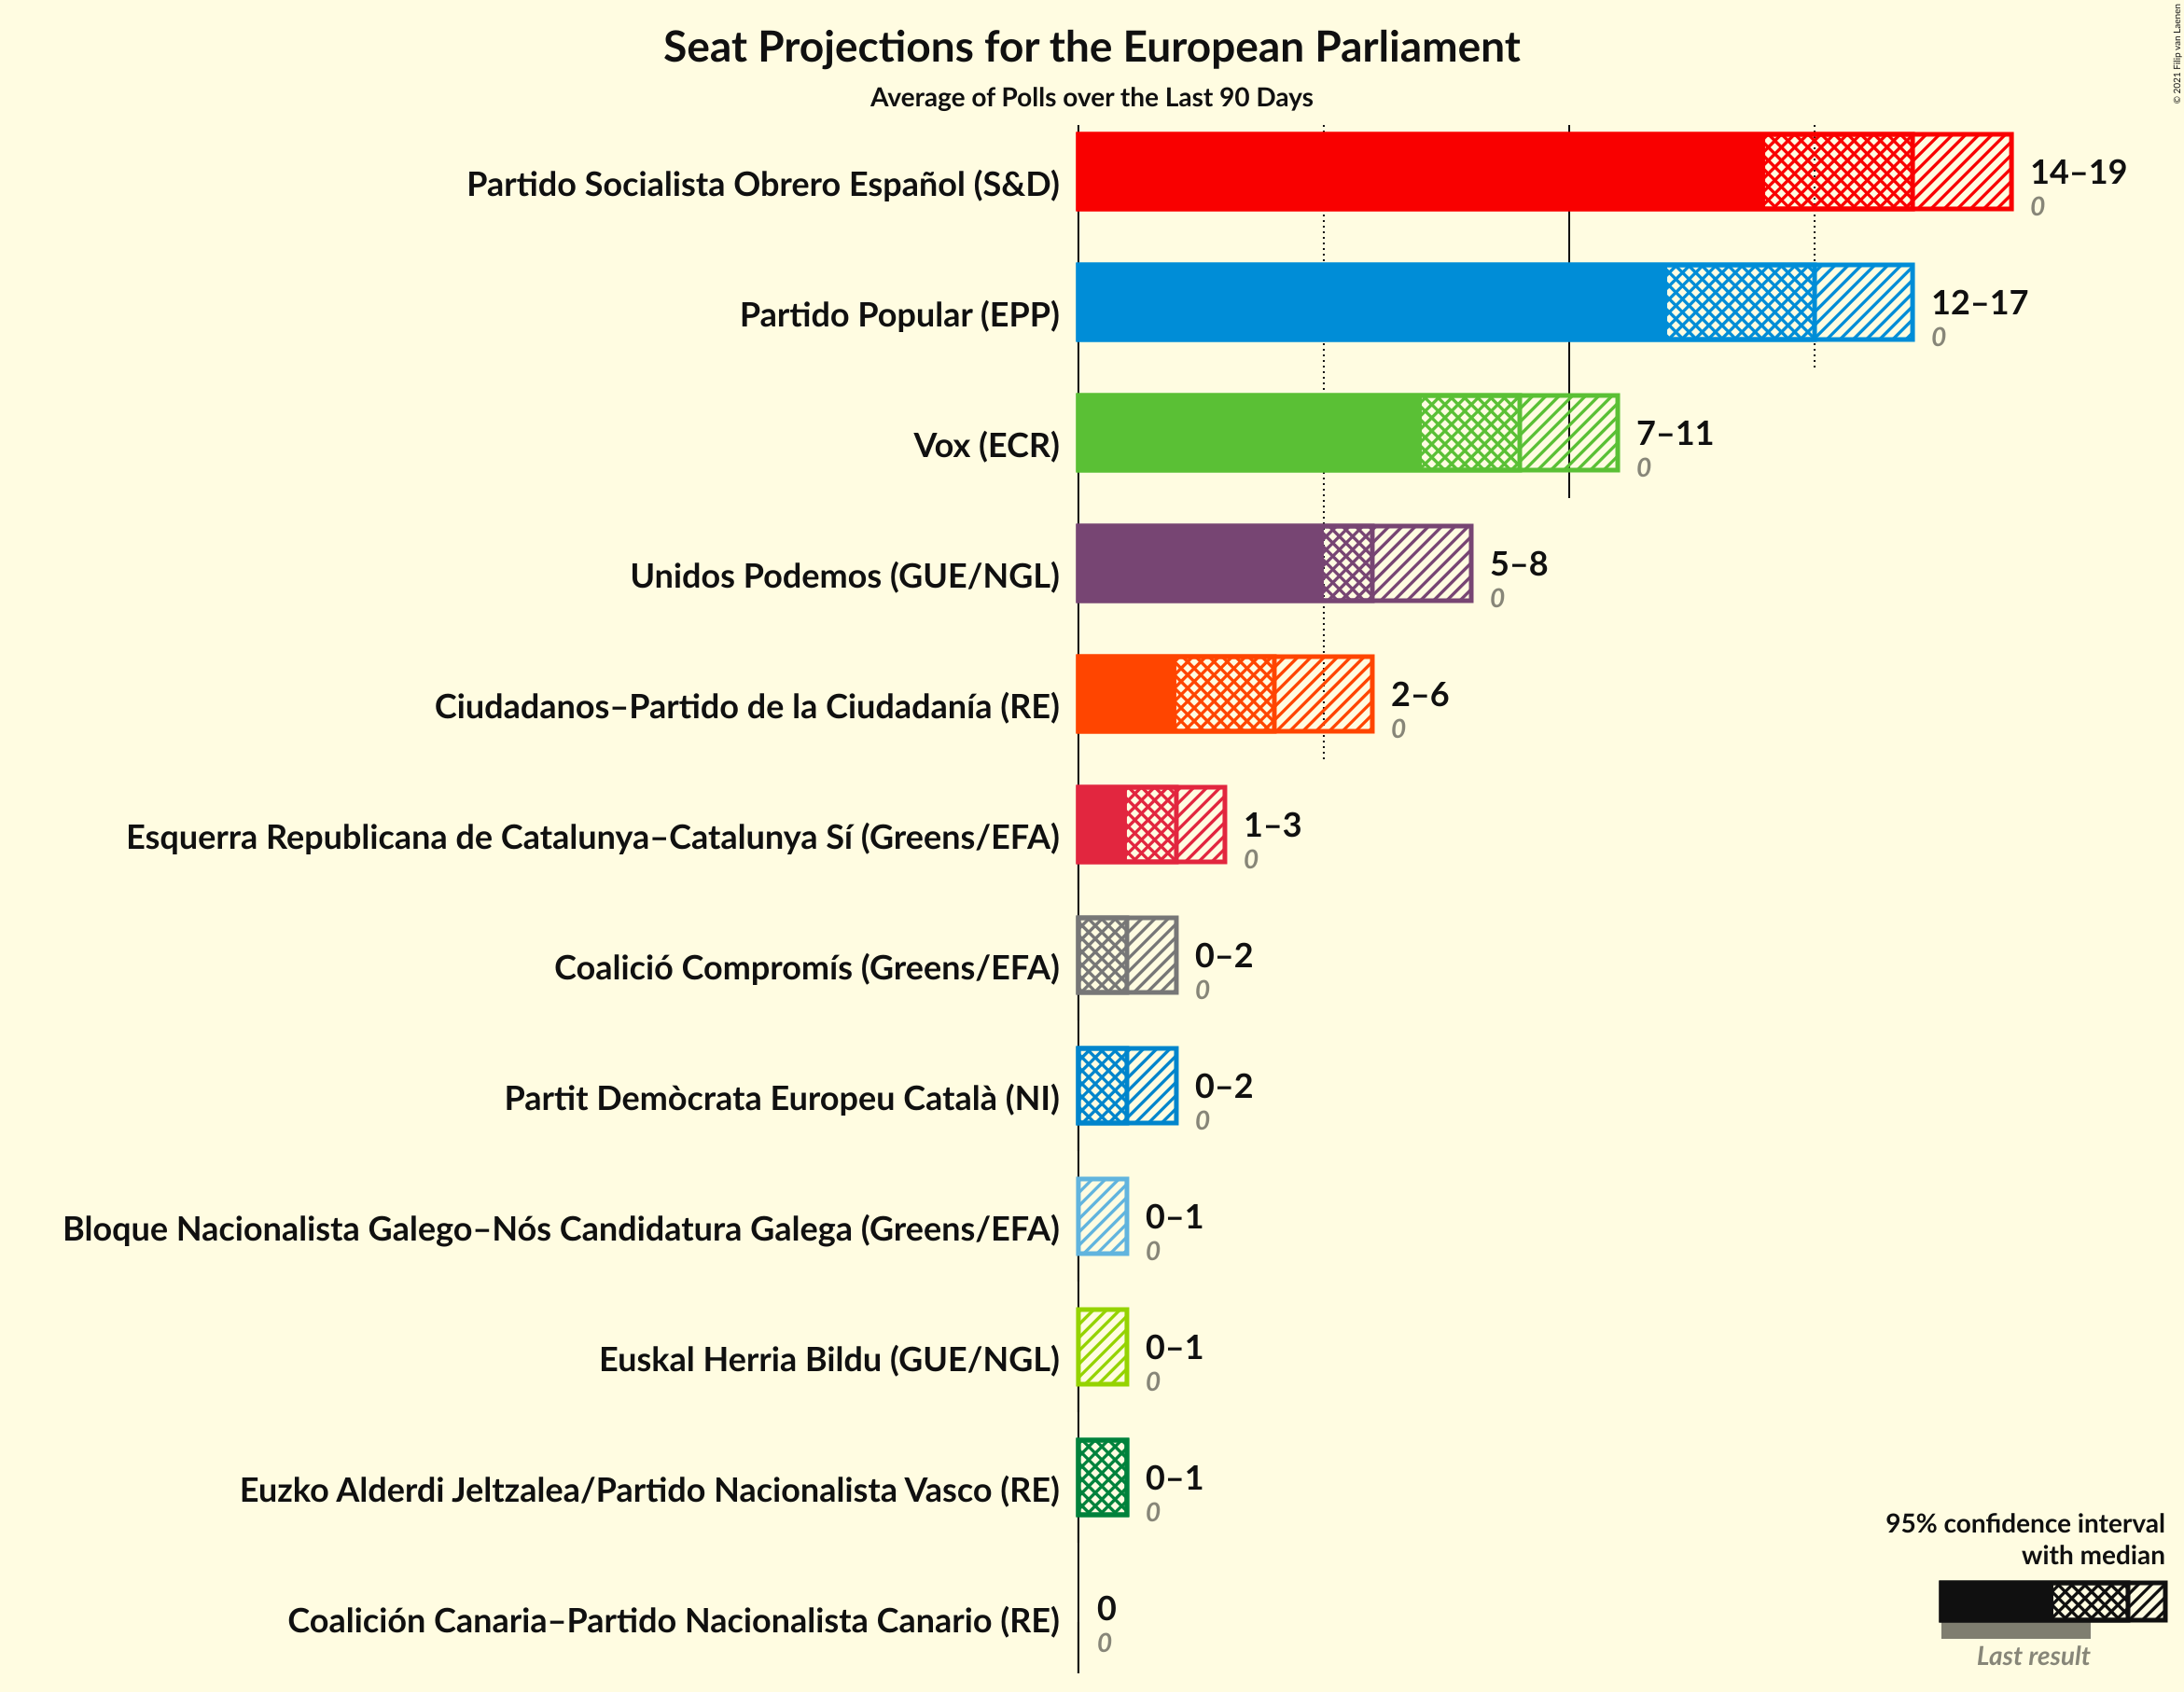 © 2021 Filip van Laenen
Seat Projections for the European Parliament
Average of Polls over the Last 90 Days
Partido Socialista Obrero Español (S&D)
14–19
0
Partido Popular (EPP)
12–17
0
Vox (ECR)
7–11
0
Unidos Podemos (GUE/NGL)
5–8
0
Ciudadanos–Partido de la Ciudadanía (RE)
2–6
0
Esquerra Republicana de Catalunya–Catalunya Sí (Greens/EFA)
1–3
0
Coalició Compromís (Greens/EFA)
0–2
0
Partit Demòcrata Europeu Català (NI)
0–2
0
Bloque Nacionalista Galego–Nós Candidatura Galega (Greens/EFA)
0–1
0
Euskal Herria Bildu (GUE/NGL)
0–1
0
Euzko Alderdi Jeltzalea/Partido Nacionalista Vasco (RE)
0–1
0
Coalición Canaria–Partido Nacionalista Canario (RE)
0
0
95% confidence interval
with median
Last result